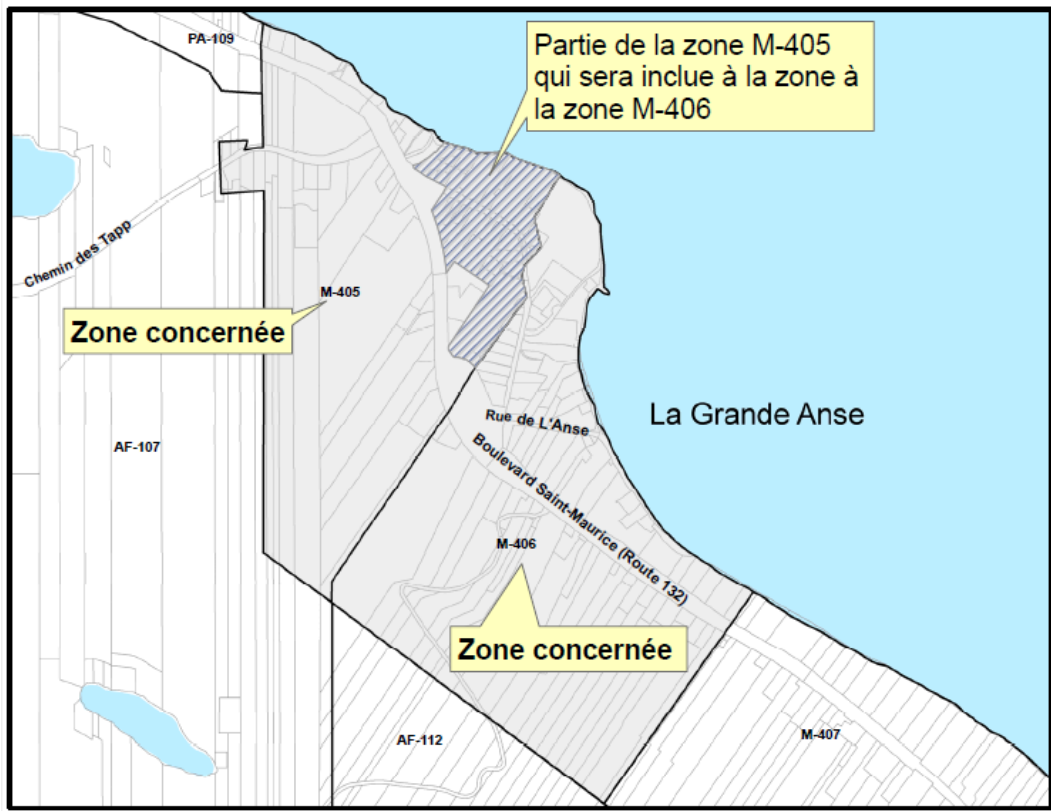 PA-109
Partie de la zone M-405
qui sera inclue à la zone à
la zone M-406
Chemin des Tapp
M-405
Zone concernée
La Grande Anse
Rue de L'Anse
AF-107
Boulevard Saint-Maurice (Route 132)
M-406
Zone concernée
AF-112
M-407